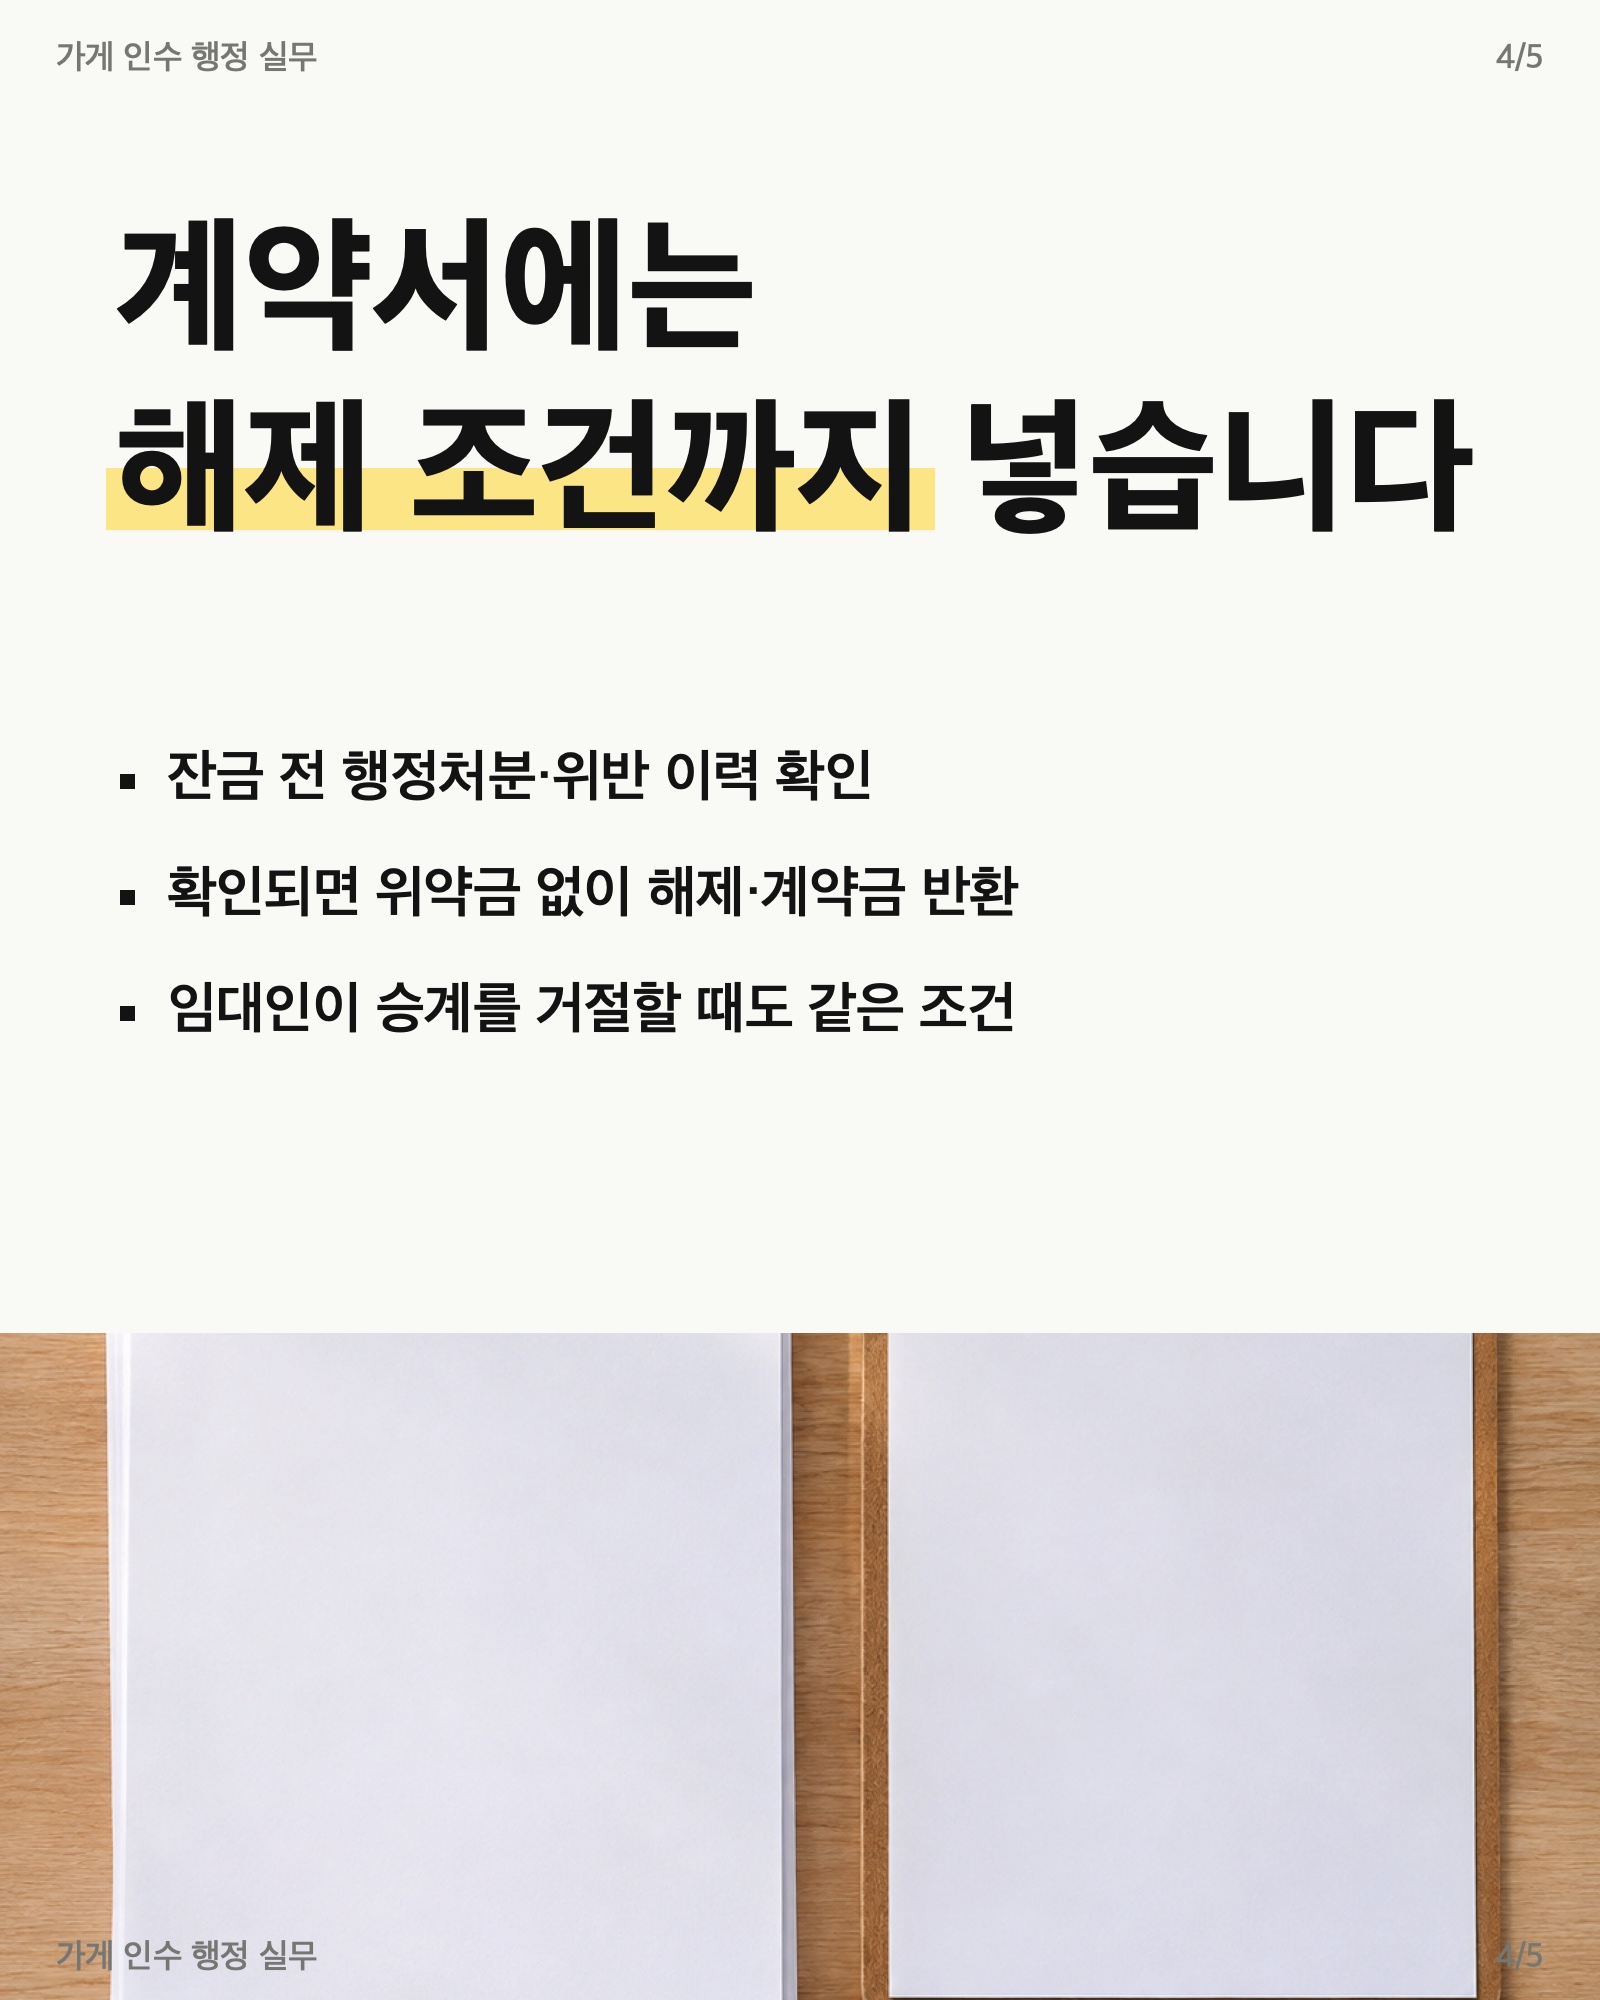 가게 인수 행정 실무
4/5
계약서에는
해제 조건까지 넣습니다
▪ 잔금 전 행정처분·위반 이력 확인
▪ 확인되면 위약금 없이 해제·계약금 반환
▪ 임대인이 승계를 거절할 때도 같은 조건
가게 인수 행정 실무
4/5